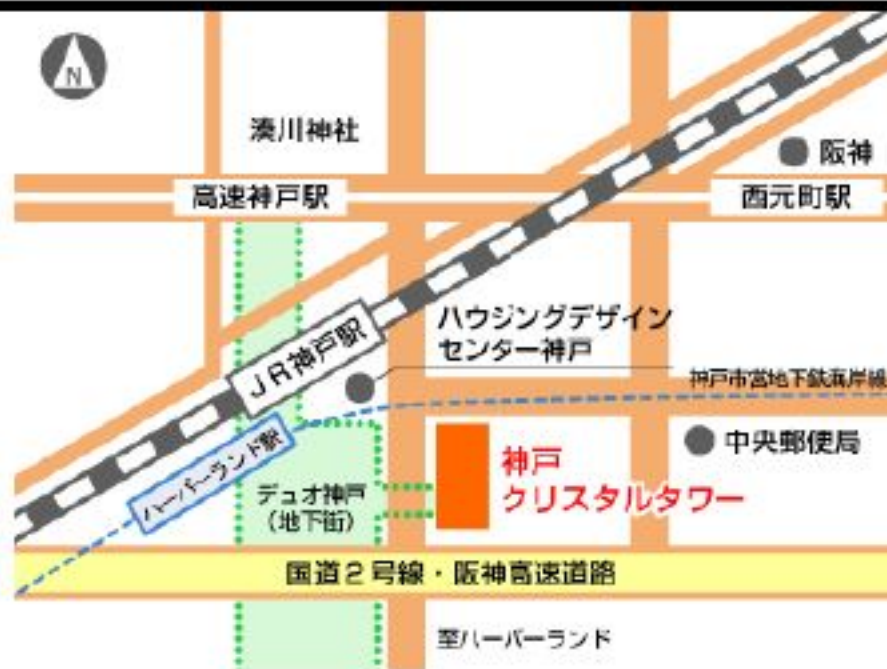 N
湊川神社
阪神
高速神戸駅
西元町駅
ハウジングデザイン
センター神戸
JR神戸駅
神戸市営地下鉄海岸線
中央郵便局
神戸
クリスタルタワー
ハーバーランド駅
デュオ神戸
（地下街）
国道2号線・阪神高速道路
至ハーバーランド